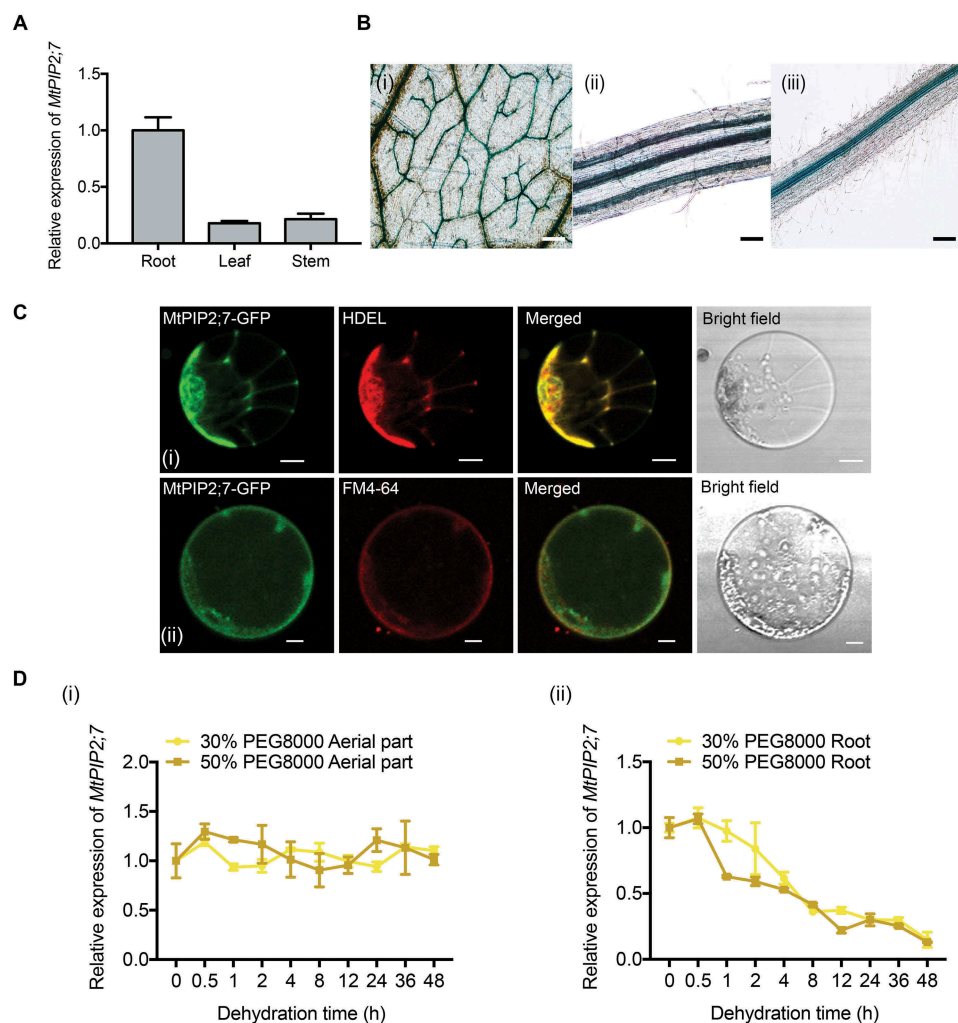 A
B
Relative expression of MtPIP2;7
1.5
1.0
0.5
0.0
Root Leaf Stem
(i)
(ii)
(iii)
C
MtPIP2;7-GFP
HDEL
Merged
Bright field
(i)
MtPIP2;7-GFP
FM4-64
Merged
Bright field
(ii)
D
(i)
30% PEG8000 Aerial part
50% PEG8000 Aerial part
Relative expression of MtPIP2;7
2.0
1.5
1.0
0.5
0.0
0 0.5 1 2 4 8 12 24 36 48
Dehydration time (h)
(ii)
30% PEG8000 Root
50% PEG8000 Root
Relative expression of MtPIP2;7
1.5
1.0
0.5
0.0
0 0.5 1 2 4 8 12 24 36 48
Dehydration time (h)